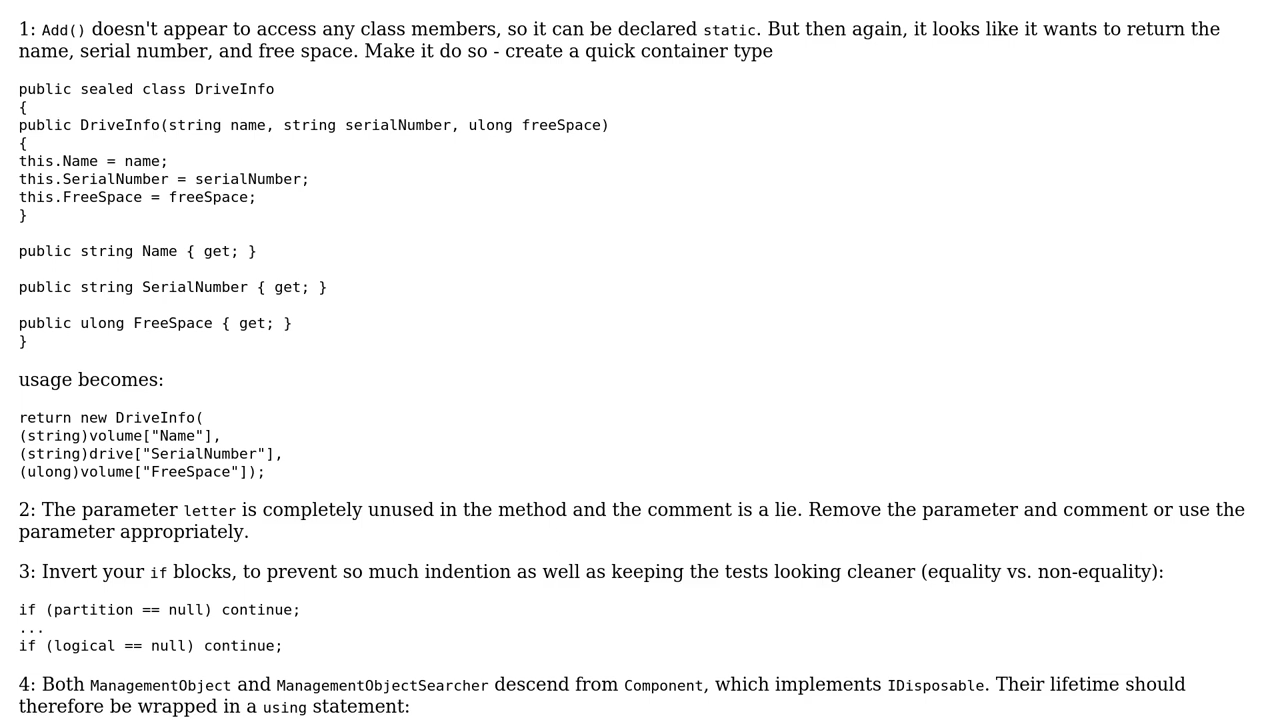 1: Add() doesn't appear to access any class members, so it can be declared static. But then again, it looks like it wants to return the
name, serial number, and free space. Make it do so - create a quick container type
public sealed class DriveInfo
{
public DriveInfo(string name, string serialNumber, ulong freeSpace)
{
this.Name = name;
this.SerialNumber = serialNumber;
this.FreeSpace = freeSpace;
}
public string Name { get; }
public string SerialNumber { get; }
public ulong FreeSpace { get; }
}
usage becomes:
return new DriveInfo(
(string)volume["Name"],
(string)drive["SerialNumber"],
(ulong)volume["FreeSpace"]);
2: The parameter letter is completely unused in the method and the comment is a lie. Remove the parameter and comment or use the
parameter appropriately.
3: Invert your if blocks, to prevent so much indention as well as keeping the tests looking cleaner (equality vs. non-equality):
if (partition == null) continue;
...
if (logical == null) continue;
4: Both ManagementObject and ManagementObjectSearcher descend from Component, which implements IDisposable. Their lifetime should
therefore be wrapped in a using statement: